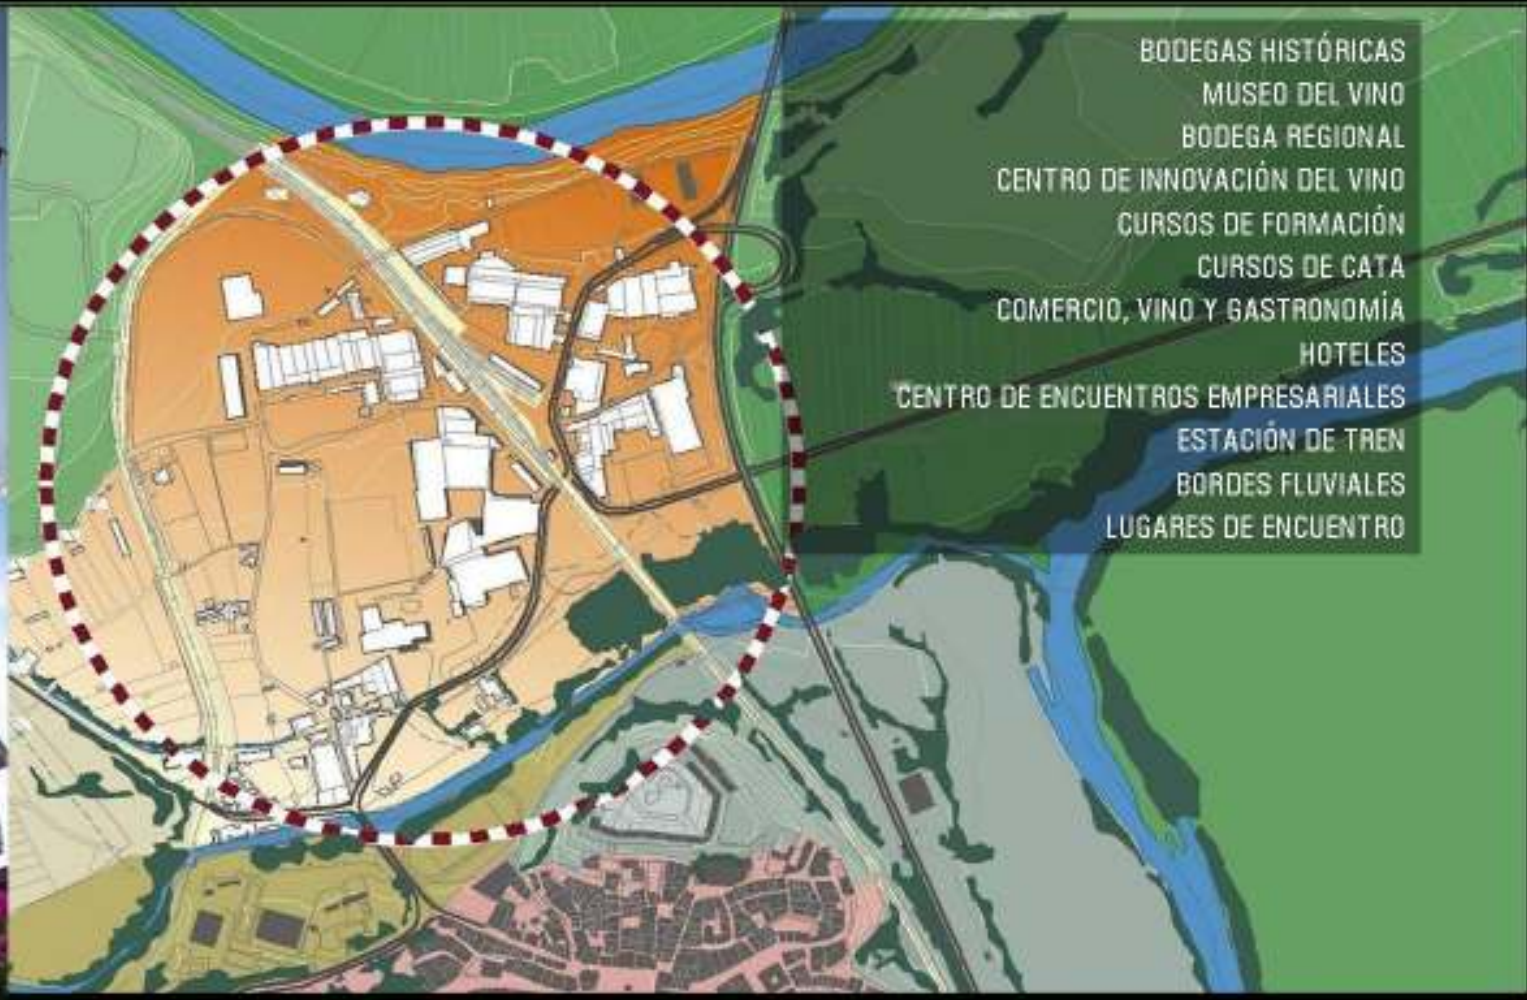 BODEGAS HISTÓRICAS
MUSEO DEL VINO
BODEGA REGIONAL
CENTRO DE INNOVACIÓN DEL VINO
CURSOS DE FORMACIÓN
CURSOS DE CATA
COMERCIO, VINO Y GASTRONOMÍA
HOTELES
CENTRO DE ENCUENTROS EMPRESARIALES
ESTACIÓN DE TREN
BORDES FLUVIALES
LUGARES DE ENCUENTRO